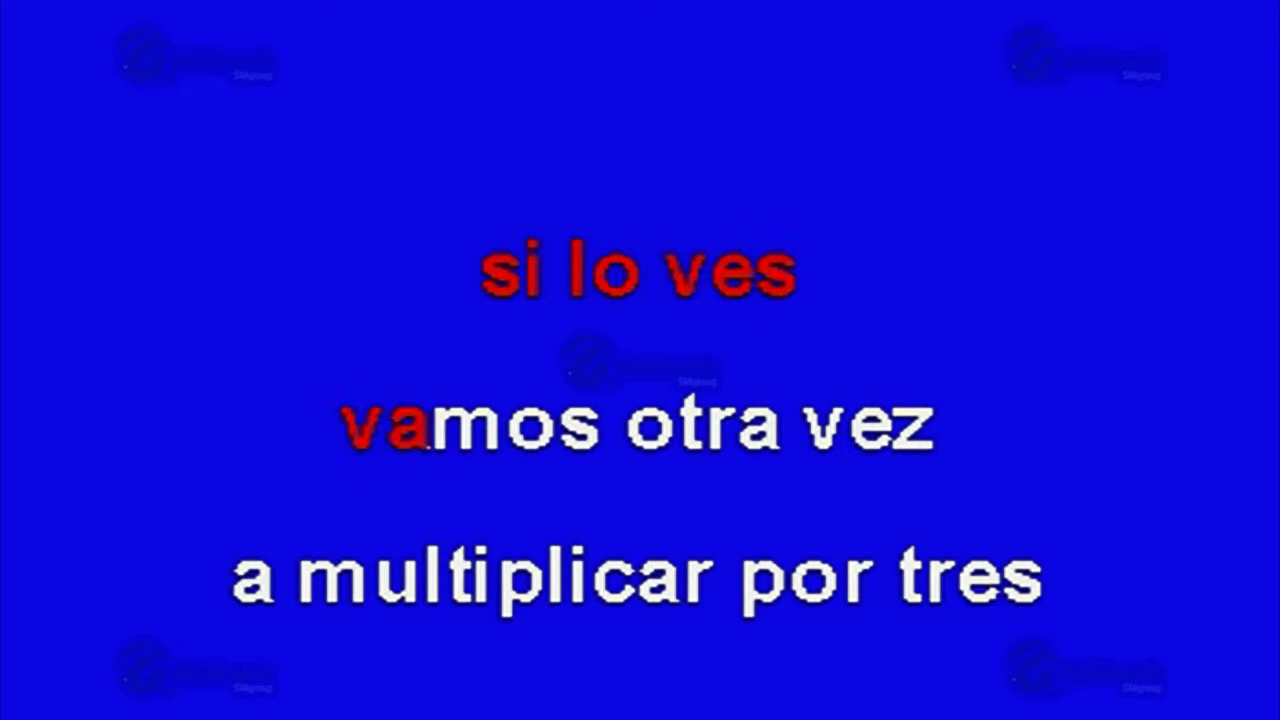 si lo ves
vamos otra vez
a multiplicar por tres